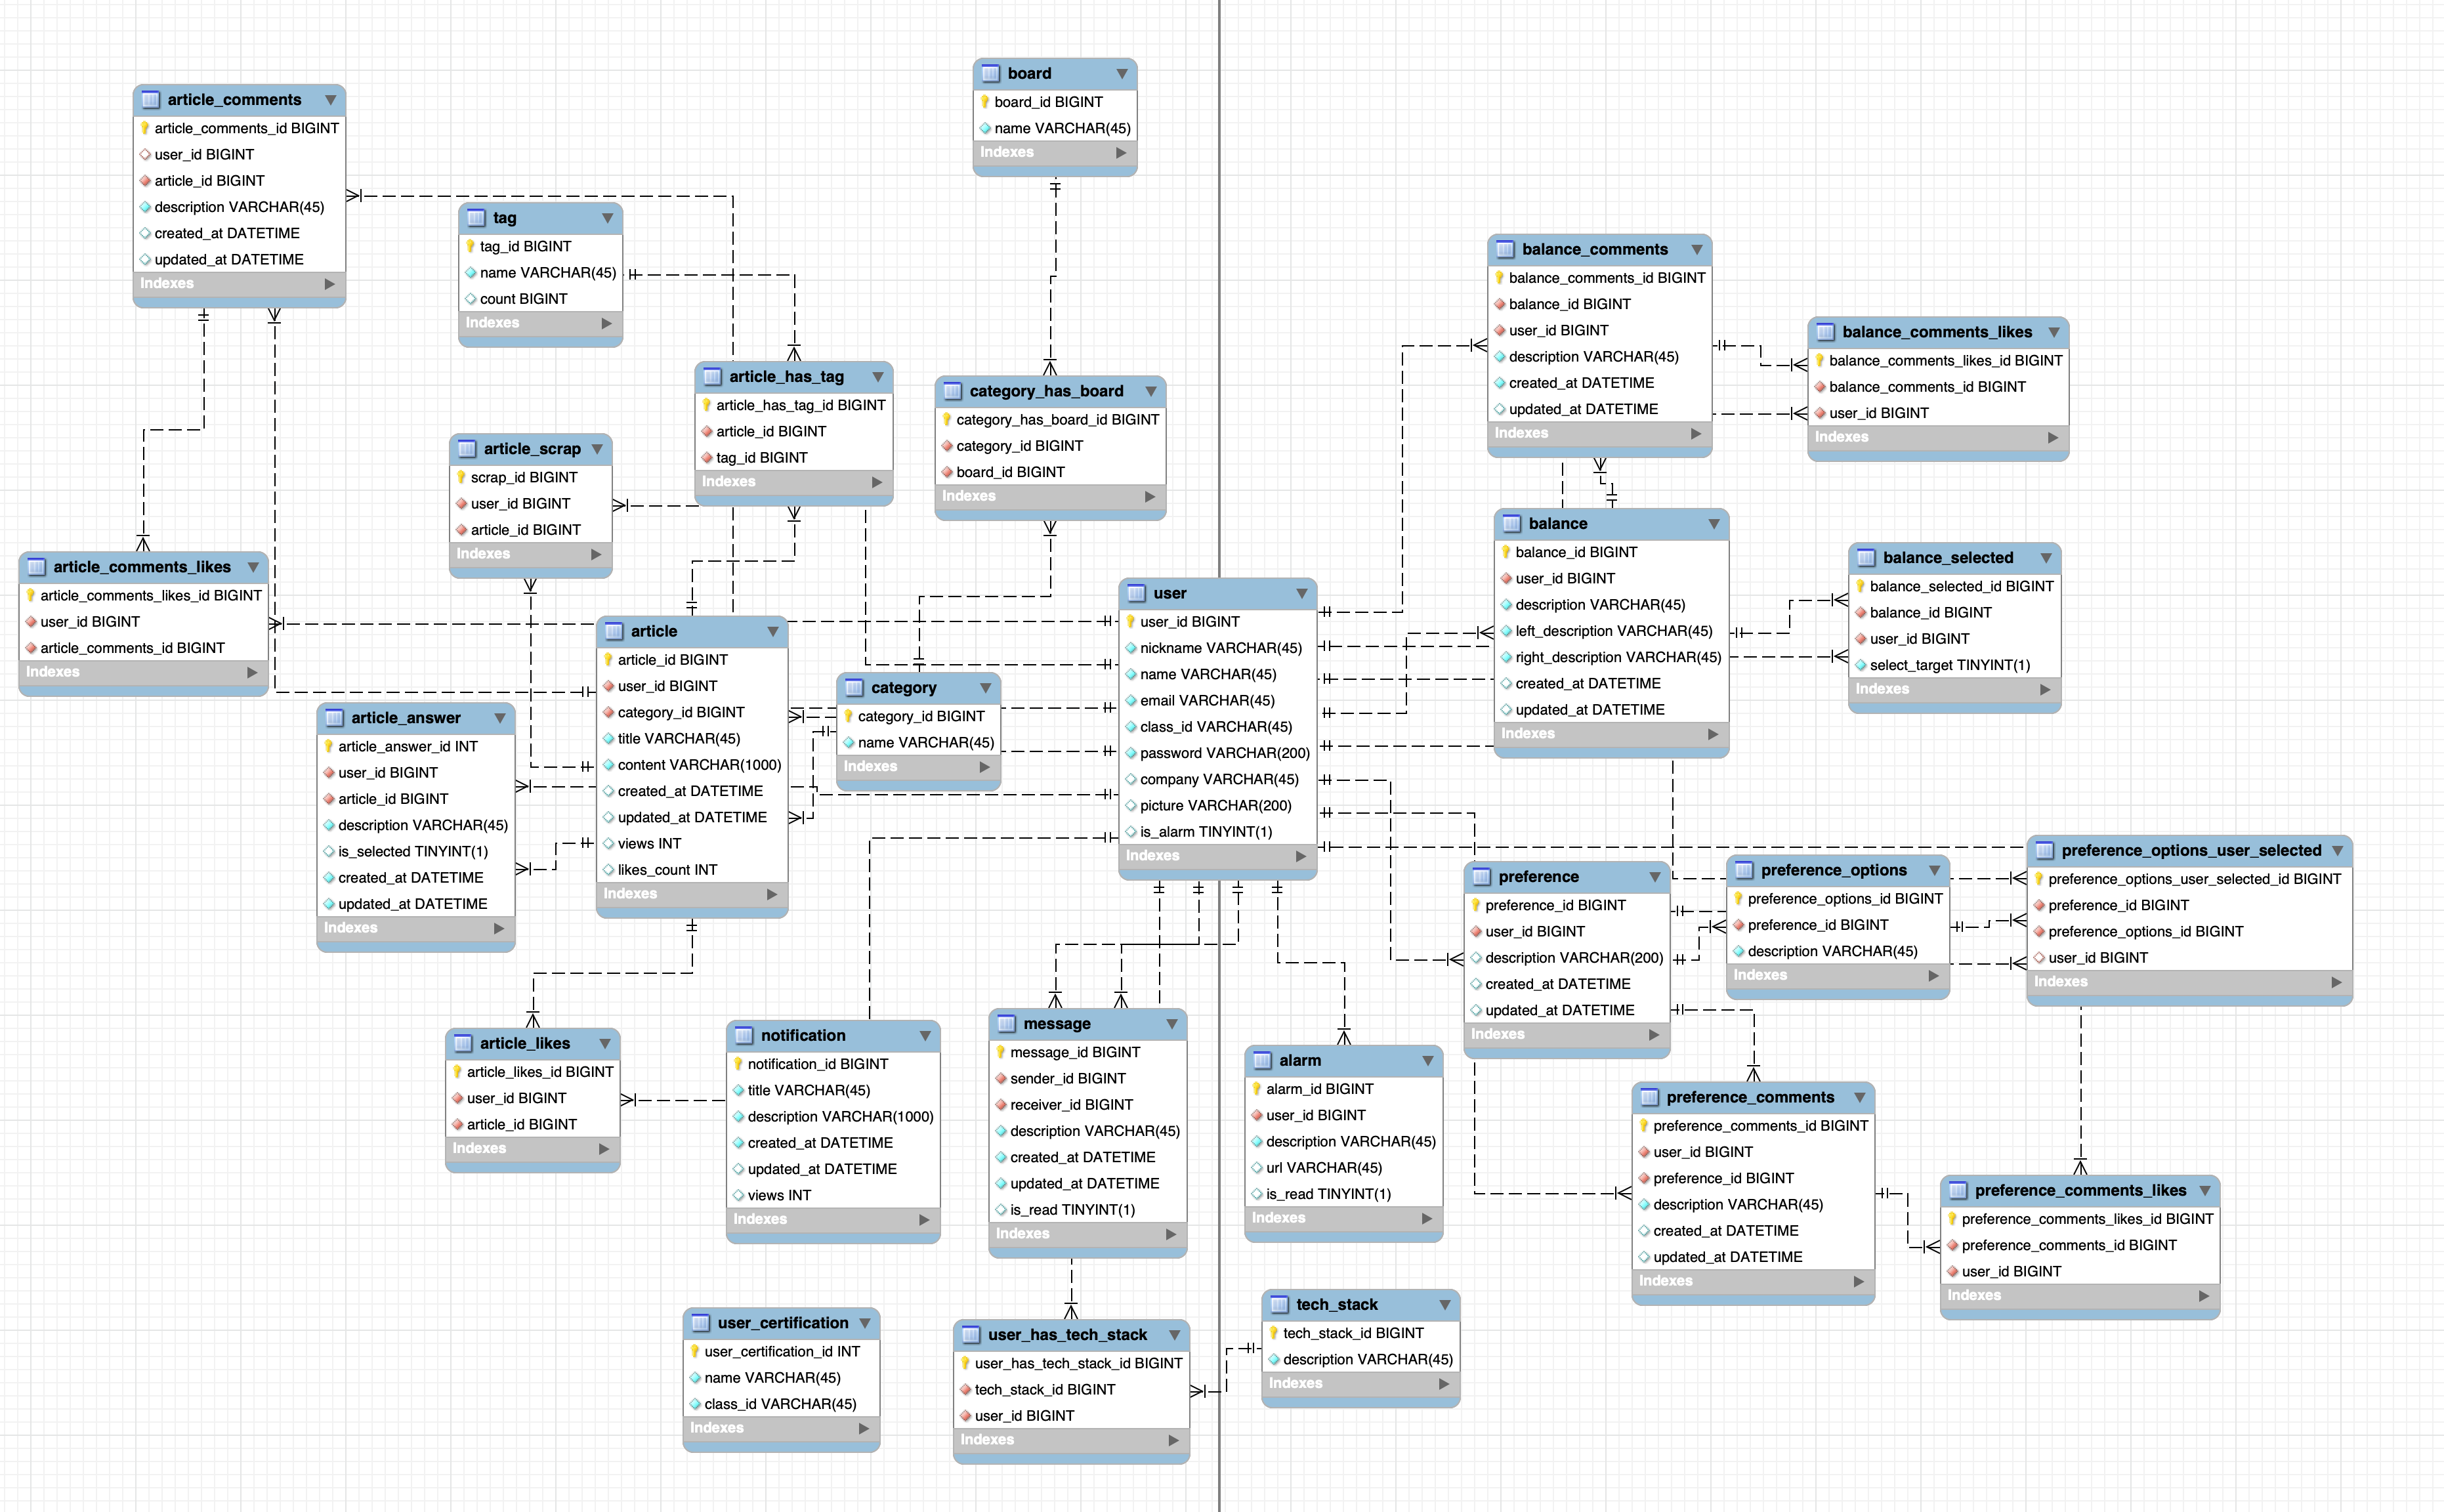 board
board_id BIGINT
name VARCHAR(45)
Indexes
article_comments
article_comments_id BIGINT
user_id BIGINT
article_id BIGINT
description VARCHAR(45)
created_at DATETIME
updated_at DATETIME
Indexes
tag
tag_id BIGINT
name VARCHAR(45)
count BIGINT
Indexes
balance_comments
balance_comments_id BIGINT
balance_id BIGINT
user_id BIGINT
description VARCHAR(45)
created_at DATETIME
updated_at DATETIME
Indexes
balance_comments_likes
balance_comments_likes_id BIGINT
balance_comments_id BIGINT
user_id BIGINT
Indexes
article_has_tag
article_has_tag_id BIGINT
article_id BIGINT
tag_id BIGINT
Indexes
category_has_board
category_has_board_id BIGINT
category_id BIGINT
board_id BIGINT
Indexes
article_scrap
scrap_id BIGINT
user_id BIGINT
article_id BIGINT
Indexes
balance
balance_id BIGINT
user_id BIGINT
description VARCHAR(45)
left_description VARCHAR(45)
right_description VARCHAR(45)
created_at DATETIME
updated_at DATETIME
Indexes
balance_selected
balance_selected_id BIGINT
balance_id BIGINT
user_id BIGINT
select_target TINYINT(1)
Indexes
article_comments_likes
article_comments_likes_id BIGINT
user_id BIGINT
article_comments_id BIGINT
Indexes
user
user_id BIGINT
nickname VARCHAR(45)
name VARCHAR(45)
email VARCHAR(45)
class_id VARCHAR(45)
password VARCHAR(200)
company VARCHAR(45)
picture VARCHAR(200)
is_alarm TINYINT(1)
Indexes
article
article_id BIGINT
user_id BIGINT
category_id BIGINT
title VARCHAR(45)
content VARCHAR(1000)
created_at DATETIME
updated_at DATETIME
views INT
likes_count INT
Indexes
category
category_id BIGINT
name VARCHAR(45)
Indexes
article_answer
article_answer_id INT
user_id BIGINT
article_id BIGINT
description VARCHAR(45)
is_selected TINYINT(1)
created_at DATETIME
updated_at DATETIME
Indexes
preference
preference_id BIGINT
user_id BIGINT
description VARCHAR(200)
created_at DATETIME
updated_at DATETIME
Indexes
preference_options
preference_options_id BIGINT
preference_id BIGINT
description VARCHAR(45)
Indexes
preference_options_user_selected
preference_options_user_selected_id BIGINT
preference_id BIGINT
preference_options_id BIGINT
user_id BIGINT
Indexes
article_likes
article_likes_id BIGINT
user_id BIGINT
article_id BIGINT
Indexes
notification
notification_id BIGINT
title VARCHAR(45)
description VARCHAR(1000)
created_at DATETIME
updated_at DATETIME
views INT
Indexes
message
message_id BIGINT
sender_id BIGINT
receiver_id BIGINT
description VARCHAR(45)
created_at DATETIME
updated_at DATETIME
is_read TINYINT(1)
Indexes
alarm
alarm_id BIGINT
user_id BIGINT
description VARCHAR(45)
url VARCHAR(45)
is_read TINYINT(1)
Indexes
preference_comments
preference_comments_id BIGINT
user_id BIGINT
preference_id BIGINT
description VARCHAR(45)
created_at DATETIME
updated_at DATETIME
Indexes
preference_comments_likes
preference_comments_likes_id BIGINT
preference_comments_id BIGINT
user_id BIGINT
Indexes
user_certification
user_certification_id INT
name VARCHAR(45)
class_id VARCHAR(45)
Indexes
user_has_tech_stack
user_has_tech_stack_id BIGINT
tech_stack_id BIGINT
user_id BIGINT
Indexes
tech_stack
tech_stack_id BIGINT
description VARCHAR(45)
Indexes